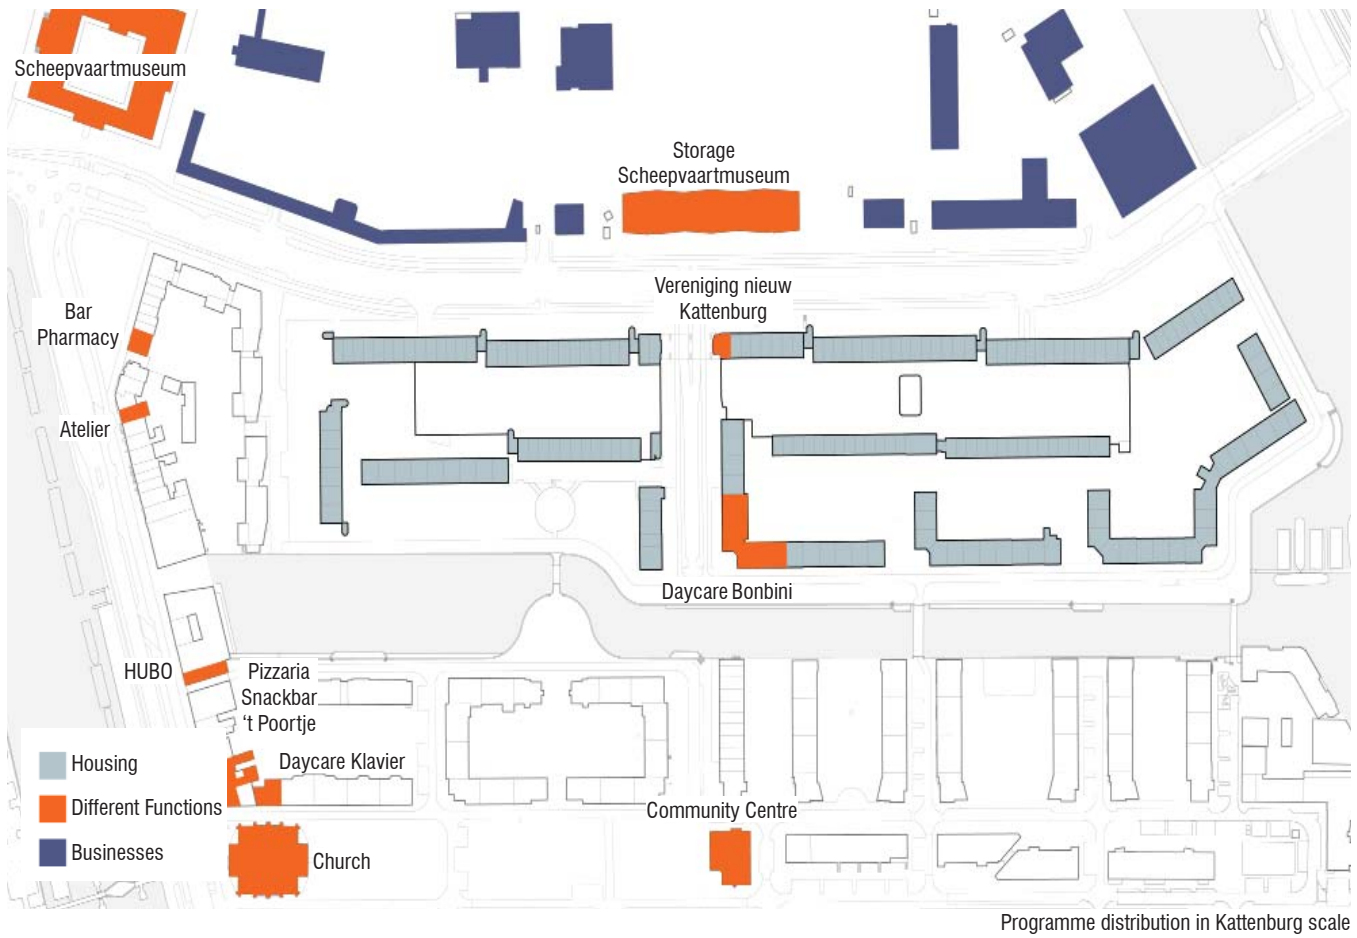 Scheepvaartmuseum
Storage
Scheepvaartmuseum
Vereniging nieuw
Kattenburg
Bar
Pharmacy
Atelier
Daycare Bonbini
HUBO
Pizzaria
Snackbar
‘t Poortje
Daycare Klavier
Housing
Different Functions
Businesses
Community Centre
Church
Programme distribution in Kattenburg scale